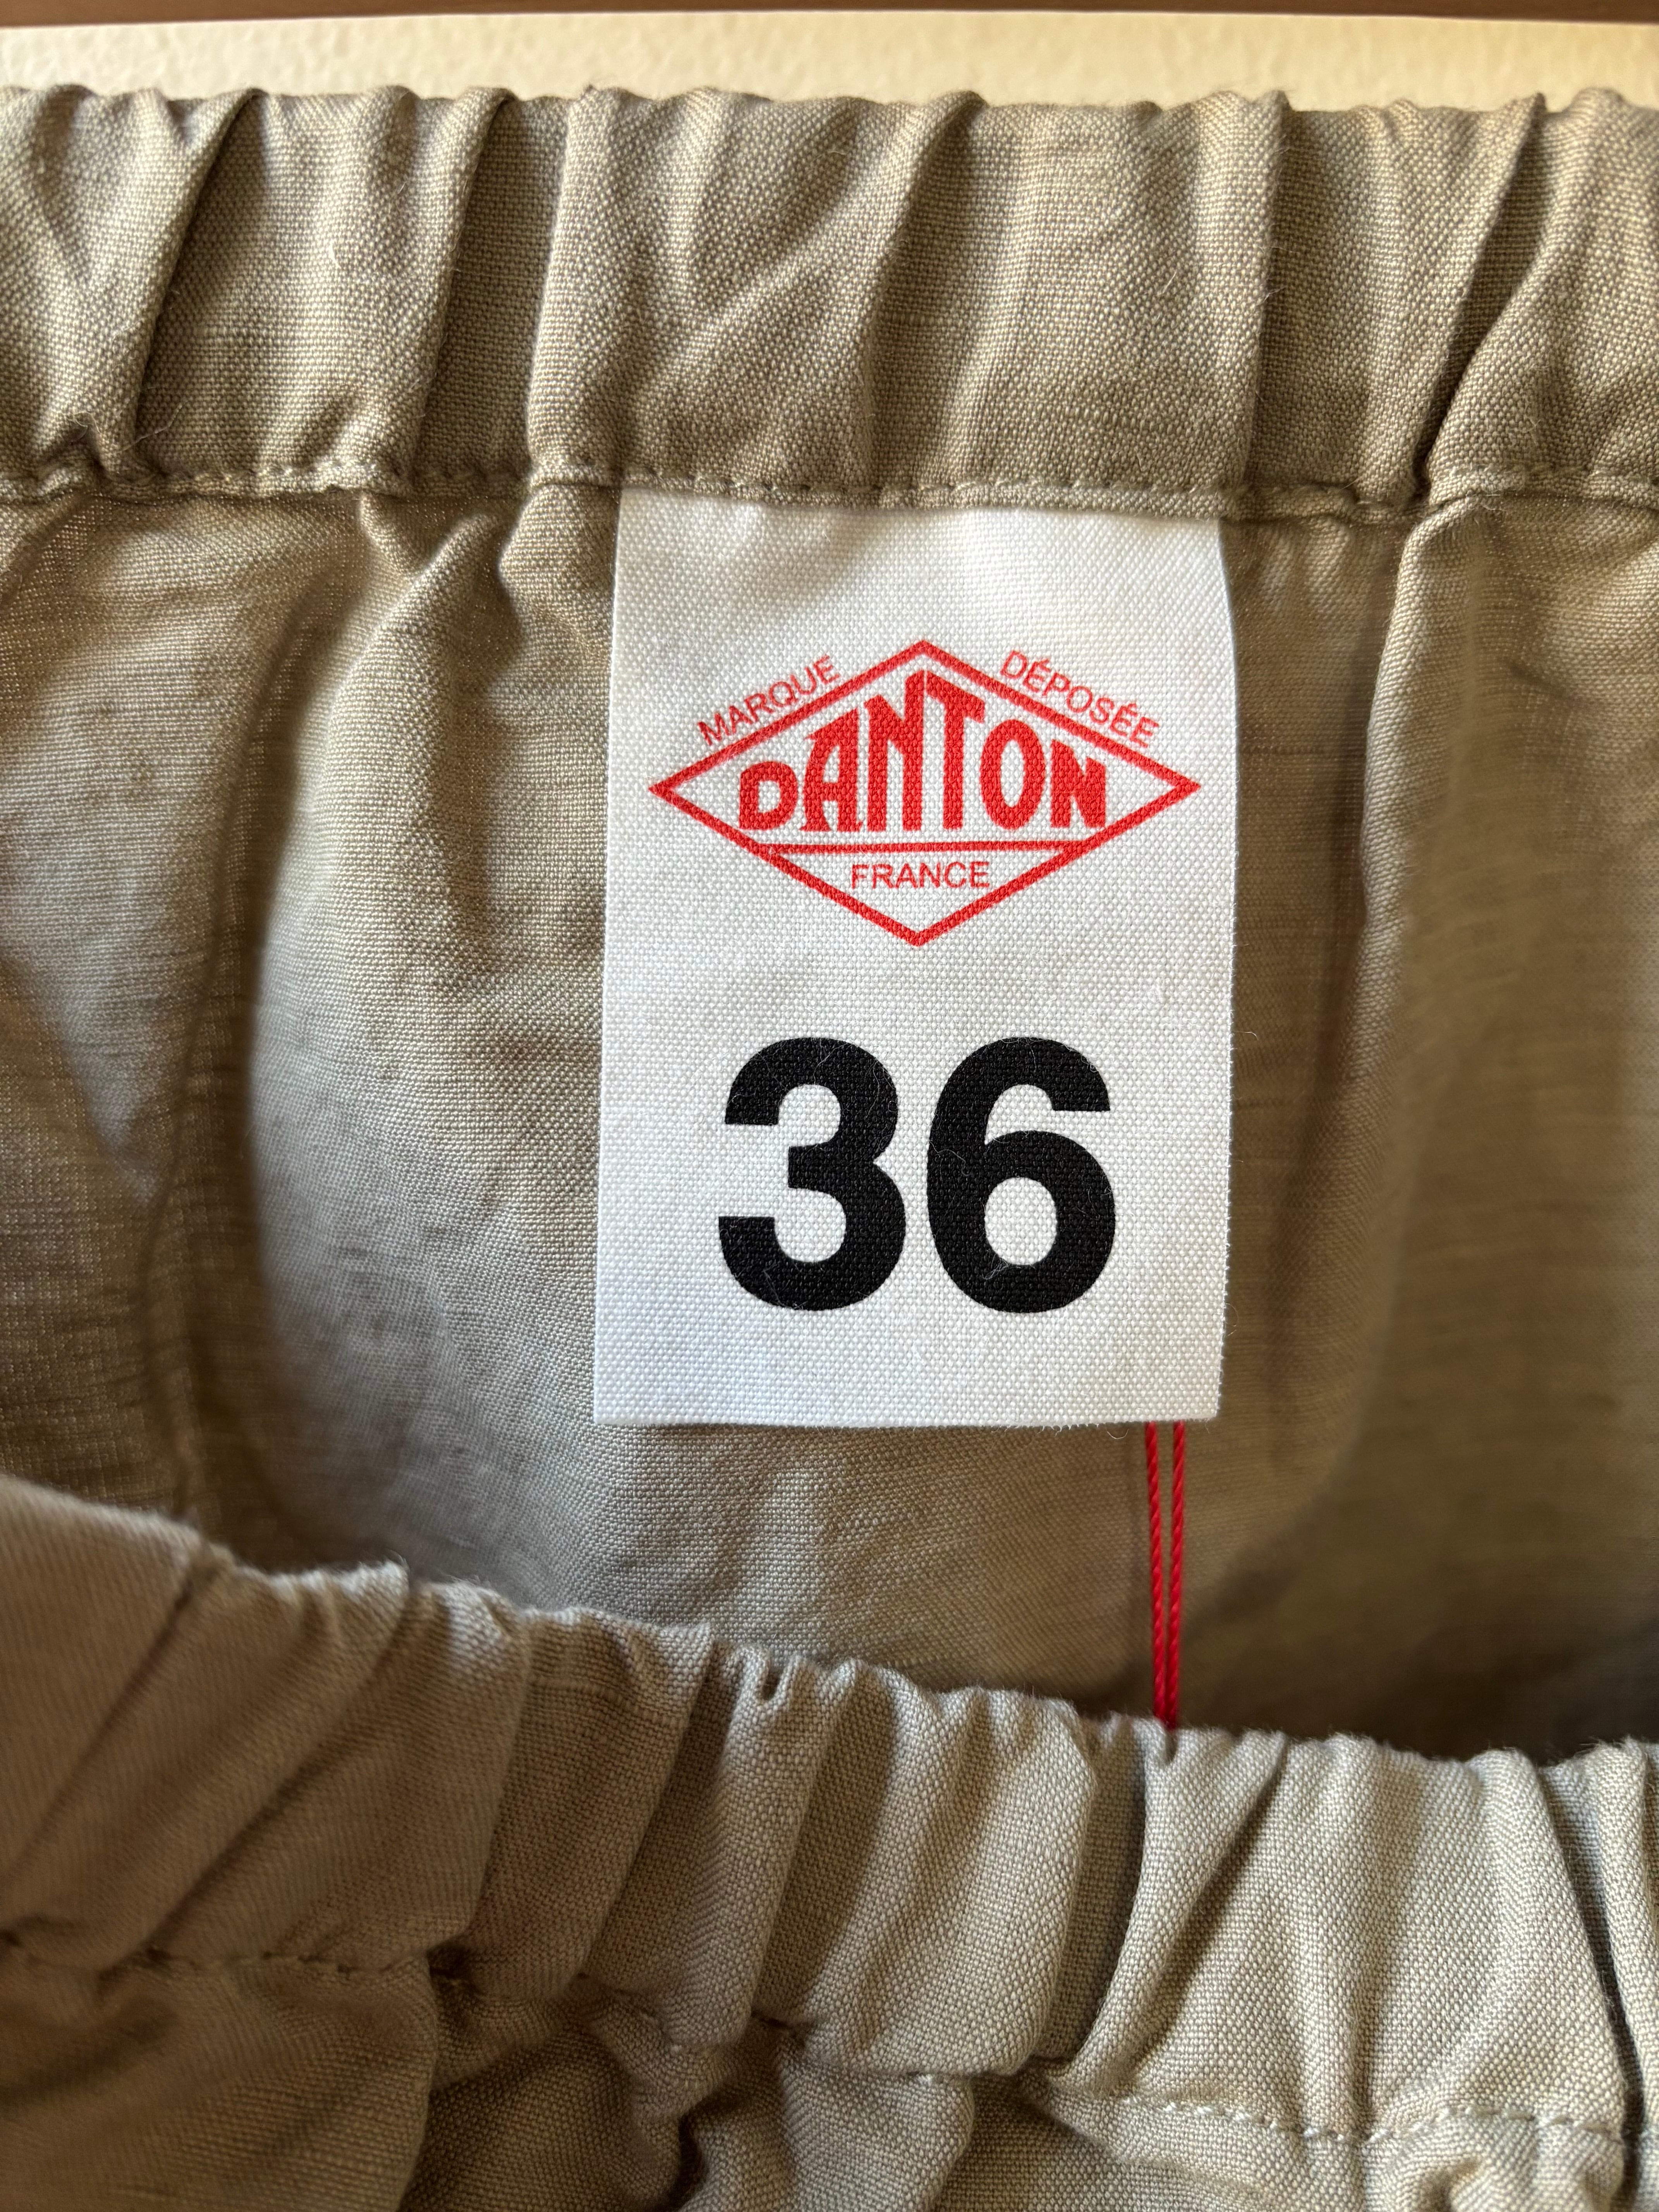 MARQUE DÉPOSÉE
DANTON
FRANCE
36